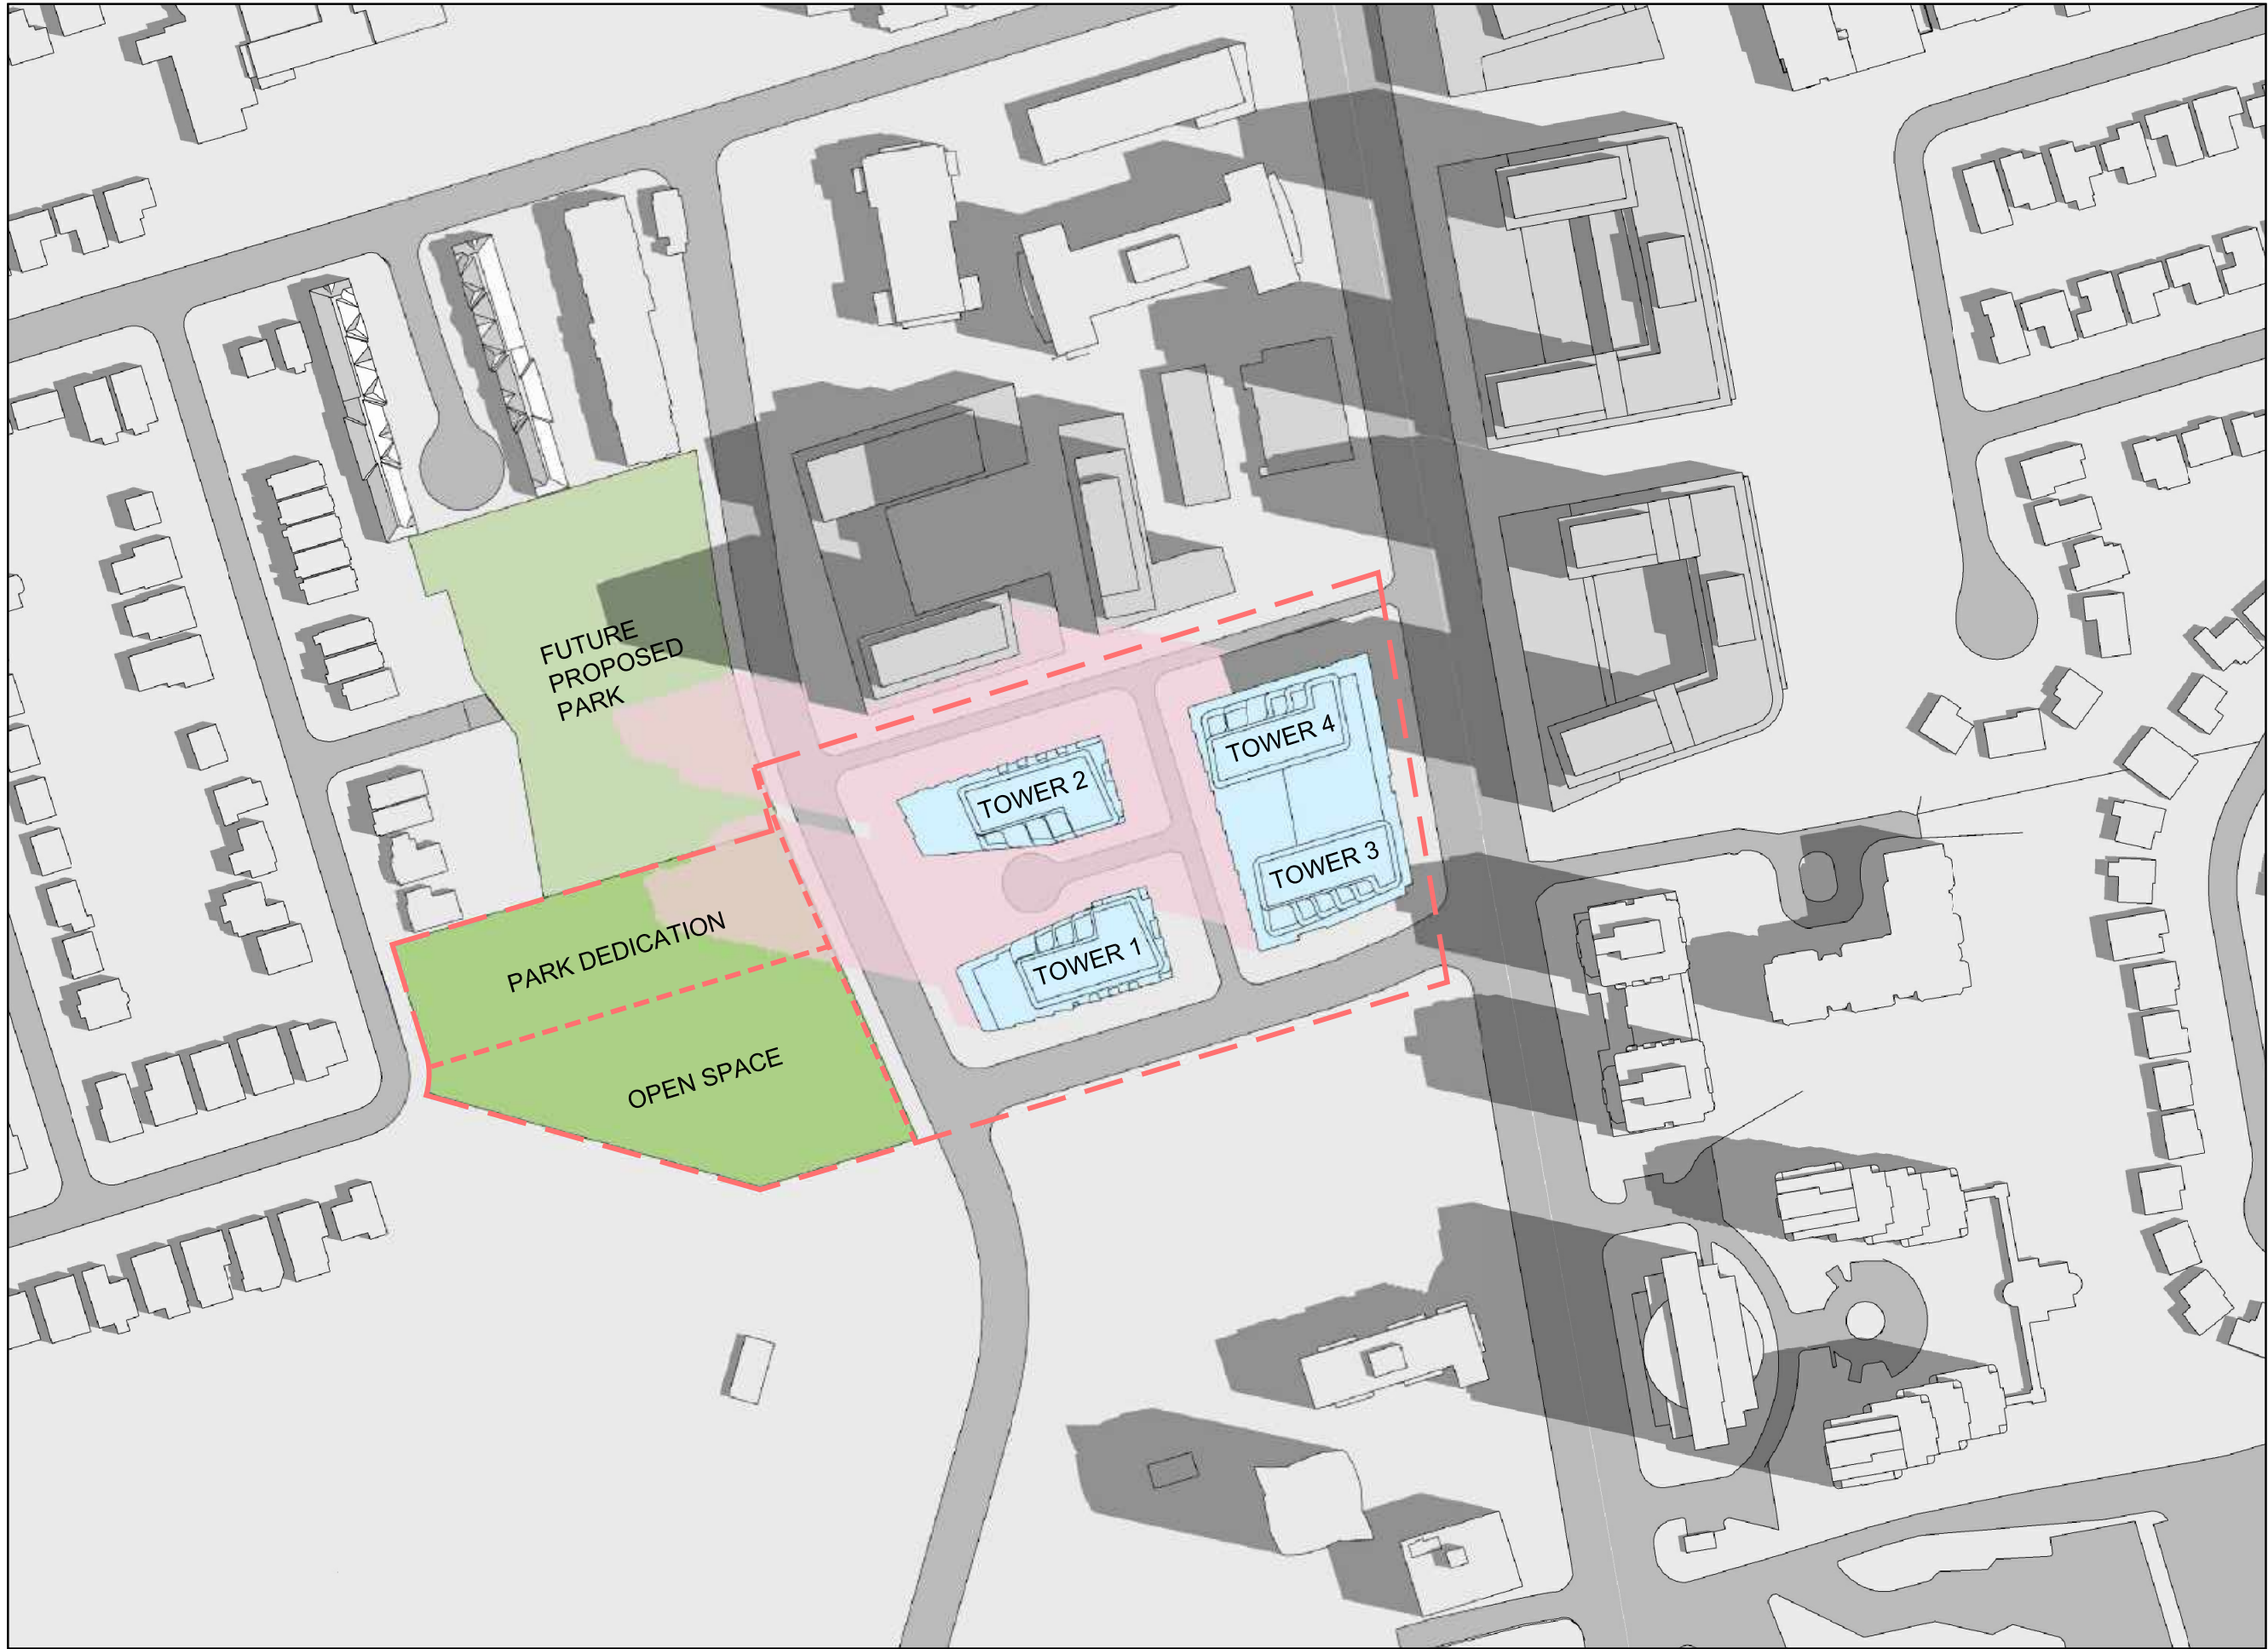 FUTURE
PROPOSED
PARK
TOWER 4
TOWER 2
TOWER 3
PARK DEDICATION
TOWER 1
OPEN SPACE